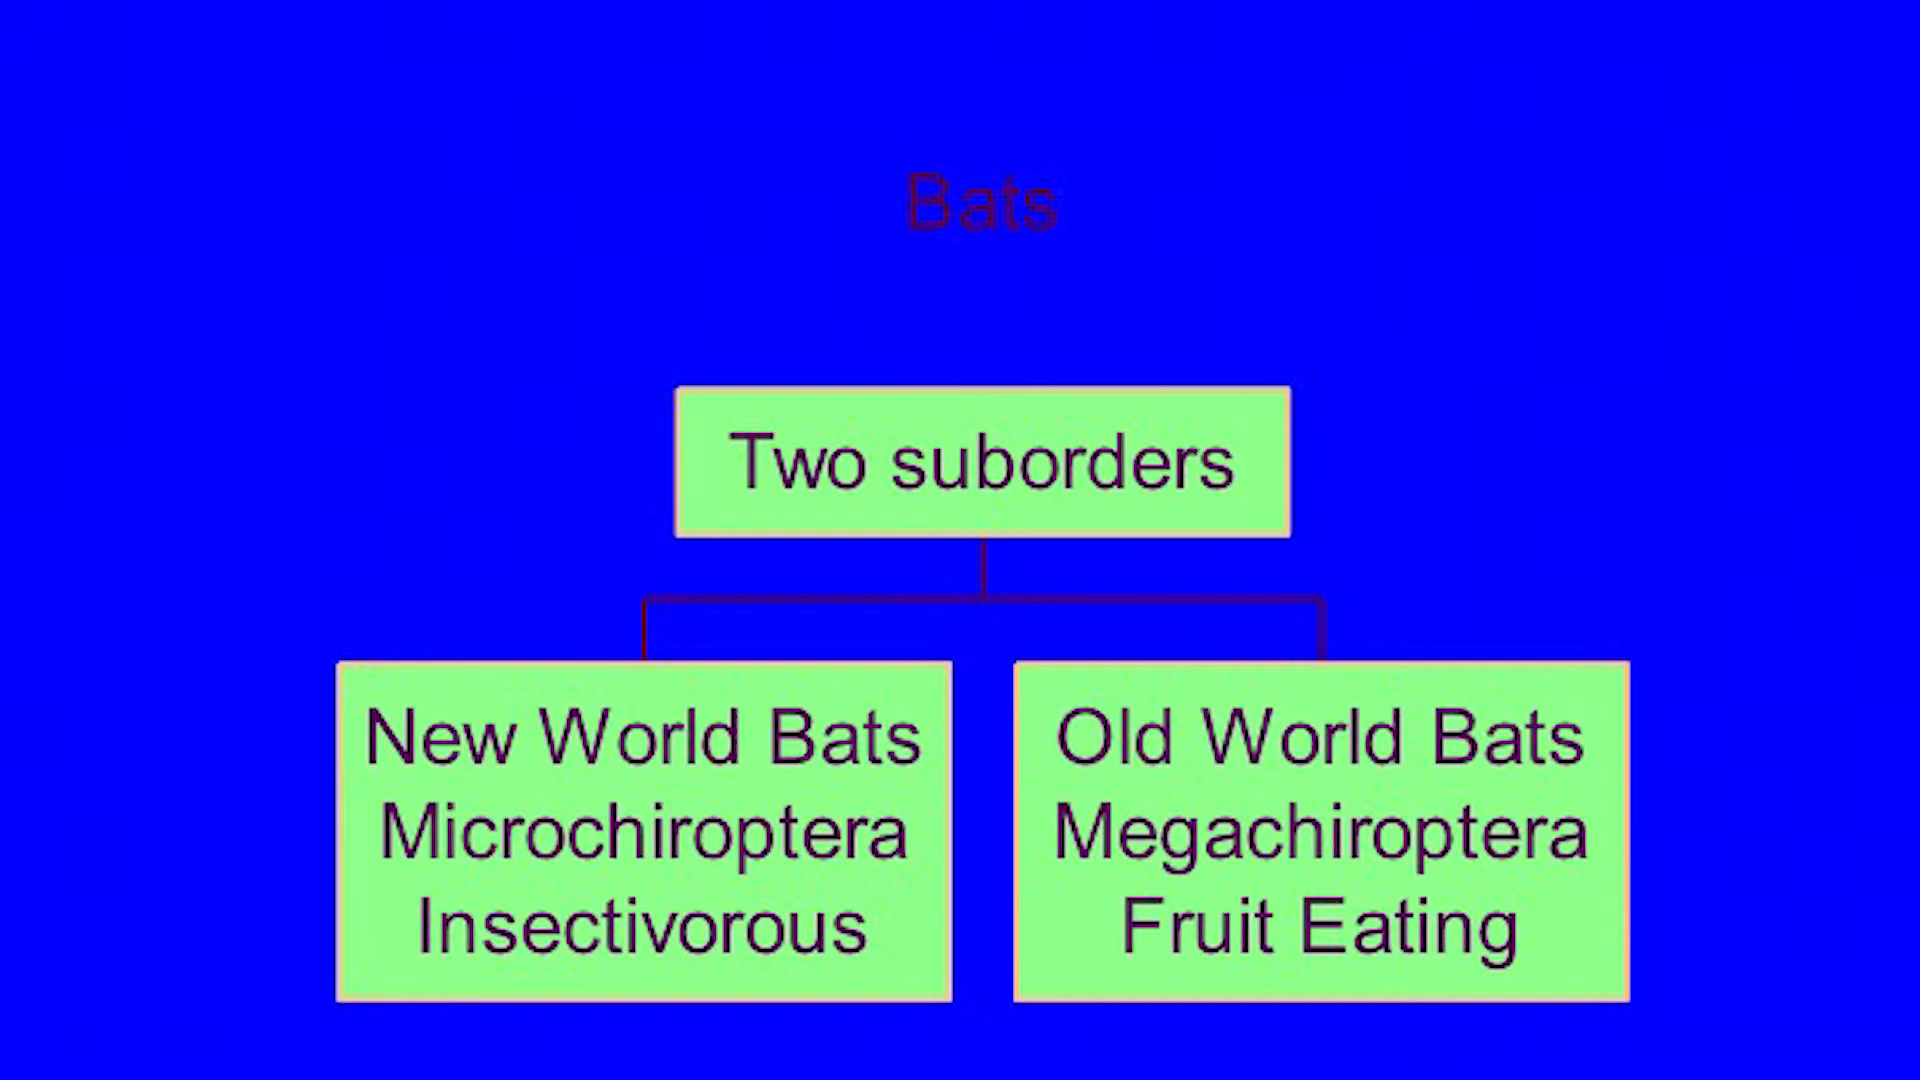 Bats
Two suborders
New World Bats
Microchiroptera
Insectivorous
Old World Bats
Megachiroptera
Fruit Eating